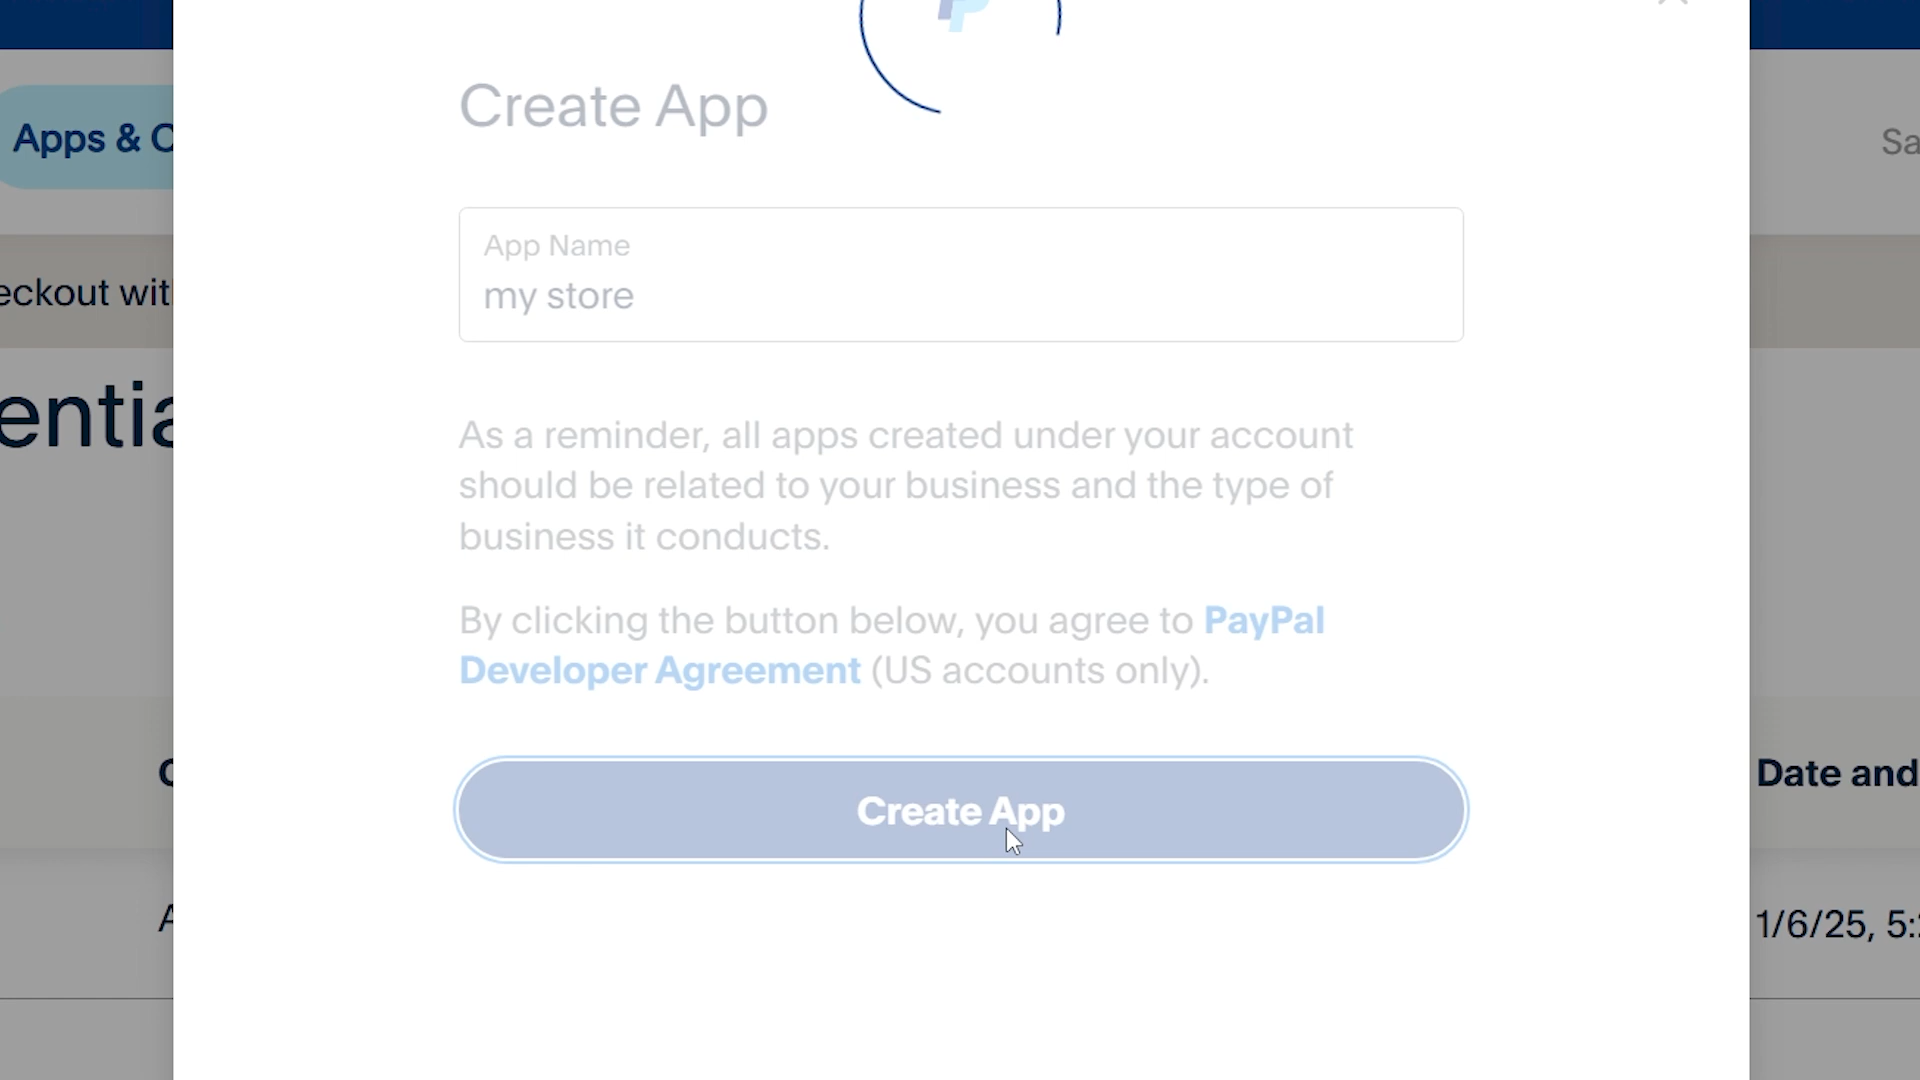 Create App
Apps & C
Sa
App Name
my store
eckout wit
entia
As a reminder, all apps created under your account
should be related to your business and the type of
business it conducts.
By clicking the button below, you agree to PayPal
Developer Agreement (US accounts only).
Date and
Create App
1/6/25, 5: